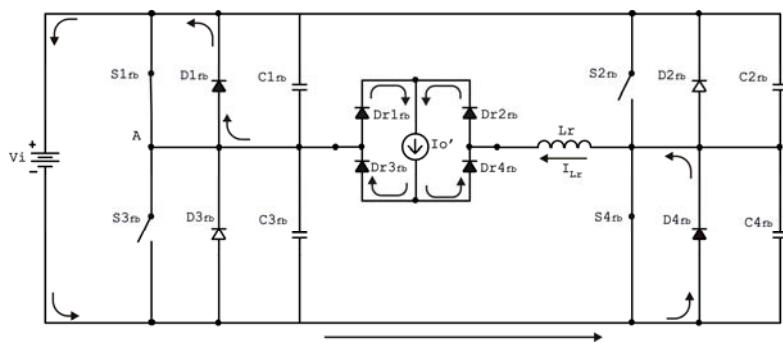 S1fb
D1fb
C1fb
S2fb
D2fb
C2fb
Dr1fb
Dr2fb
Lr
A
Io'
Vi
+
-
Dr3fb
Dr4fb
ILr
S3fb
D3fb
C3fb
S4fb
D4fb
C4fb